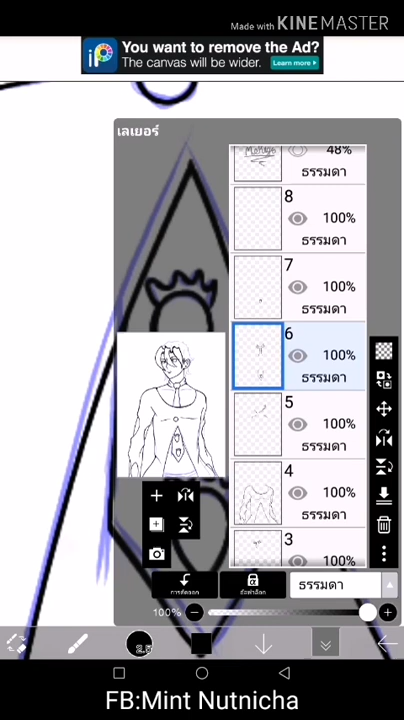 Made with KINEMASTER
iP
You want to remove the Ad?
The canvas will be wider.
Learn more
เลเยอร์
48%
ธรรมดา
8
100%
ธรรมดา
7
100%
ธรรมดา
6
100%
ธรรมดา
5
100%
ธรรมดา
4
100%
ธรรมดา
3
100%
ธรรมดา
100%
FB:Mint Nutnicha